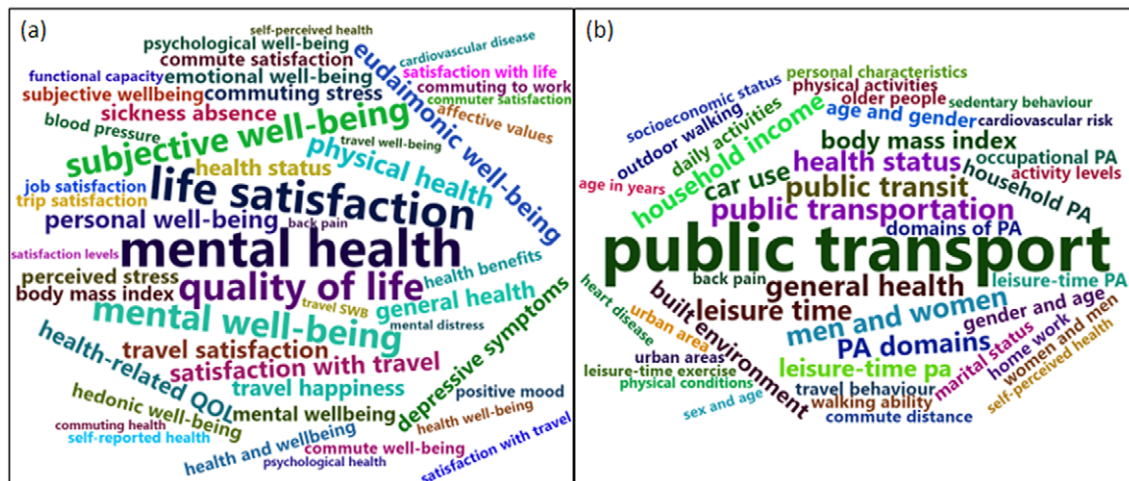 (a)
self-perceived health
psychological well-being
cardiovascular disease
commute satisfaction
eudaimonic well-being
functional capacity
emotional well-being
satisfaction with life
subjective wellbeing
commuting stress
commuting to work
commuter satisfaction
sickness absence
affective values
blood pressure
subjective well-being
travel well-being
physical health
health status
job satisfaction
life satisfaction
trip satisfaction
personal well-being
back pain
mental health
satisfaction levels
perceived stress
quality of life
health benefits
body mass index
travel SWB
general health
mental well-being
mental distress
depressive symptoms
health-related QOL
travel satisfaction
satisfaction with travel
travel happiness
positive mood
hedonic well-being
mental wellbeing
health well-being
commuting health
self-reported health
health and wellbeing
commute well-being
psychological health
satisfaction with travel
(b)
personal characteristics
socioeconomic status
physical activities
older people
sedentary behaviour
outdoor walking
daily activities
household income
age and gender
cardiovascular risk
body mass index
age in years
car use
health status
occupational PA
activity levels
household PA
public transit
public transportation
domains of PA
public transport
back pain
general health
leisure-time PA
heart disease
urban area
built environment
leisure time
men and women
gender and age
urban areas
PA domains
marital status
home work
women and men
leisure-time exercise
leisure-time pa
self-perceived health
physical conditions
travel behaviour
sex and age
walking ability
commute distance